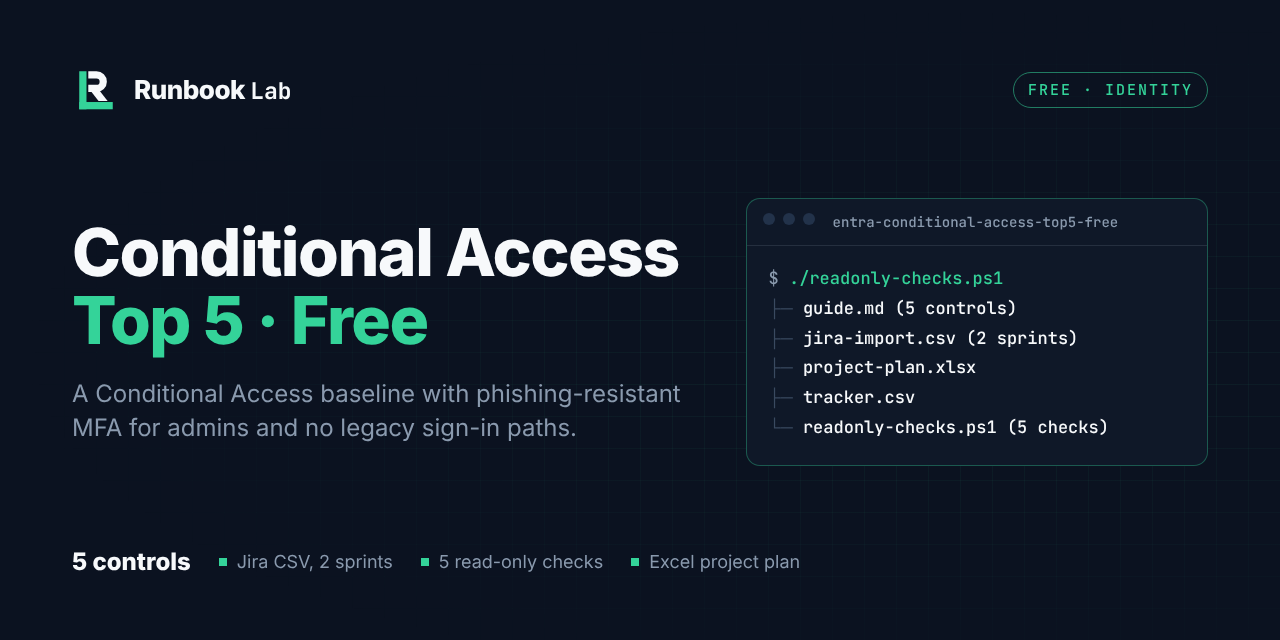 Runbook Lab
FREE · IDENTITY
Conditional Access
Top 5 · Free
A Conditional Access baseline with phishing-resistant
MFA for admins and no legacy sign-in paths.
entra-conditional-access-top5-free
$ ./readonly-checks.ps1
├─ guide.md (5 controls)
├─ jira-import.csv (2 sprints)
├─ project-plan.xlsx
├─ tracker.csv
└─ readonly-checks.ps1 (5 checks)
5 controls
Jira CSV, 2 sprints
5 read-only checks
Excel project plan